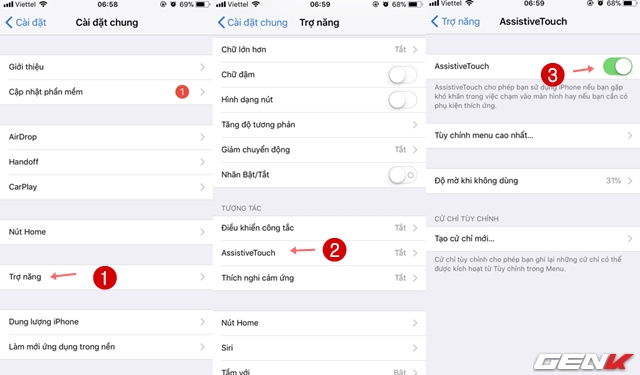 Viettel 06:58 69%
Cài đặt Cài đặt chung
Giới thiệu
Cập nhật phần mềm 1
AirDrop
Handoff
CarPlay
Nút Home
Trợ năng 1
Dung lượng iPhone
Làm mới ứng dụng trong nền
Viettel 06:59 68%
Cài đặt chung Trợ năng
Chữ lớn hơn Tắt
Chữ đậm
Hình dạng nút
Tăng độ tương phản
Giảm chuyển động Tắt
Nhãn Bật/Tắt
TƯƠNG TÁC
Điều khiển công tắc Tắt
AssistiveTouch 2 Tắt
Thích nghi cảm ứng Tắt
Nút Home
Siri
Tầm với Bật
Viettel 06:59 68%
Trợ năng AssistiveTouch
3
AssistiveTouch
AssistiveTouch cho phép bạn sử dụng iPhone nếu bạn gặp
khó khăn trong việc chạm vào màn hình hay nếu bạn cần có
phụ kiện thích ứng.
Tùy chỉnh menu cao nhất...
Độ mờ khi không dùng 31%
CỬ CHỈ TÙY CHỈNH
Tạo cử chỉ mới...
Cử chỉ tùy chỉnh cho phép bạn ghi lại những cử chỉ có thể
được kích hoạt từ Tùy chỉnh trong Menu.
GENK